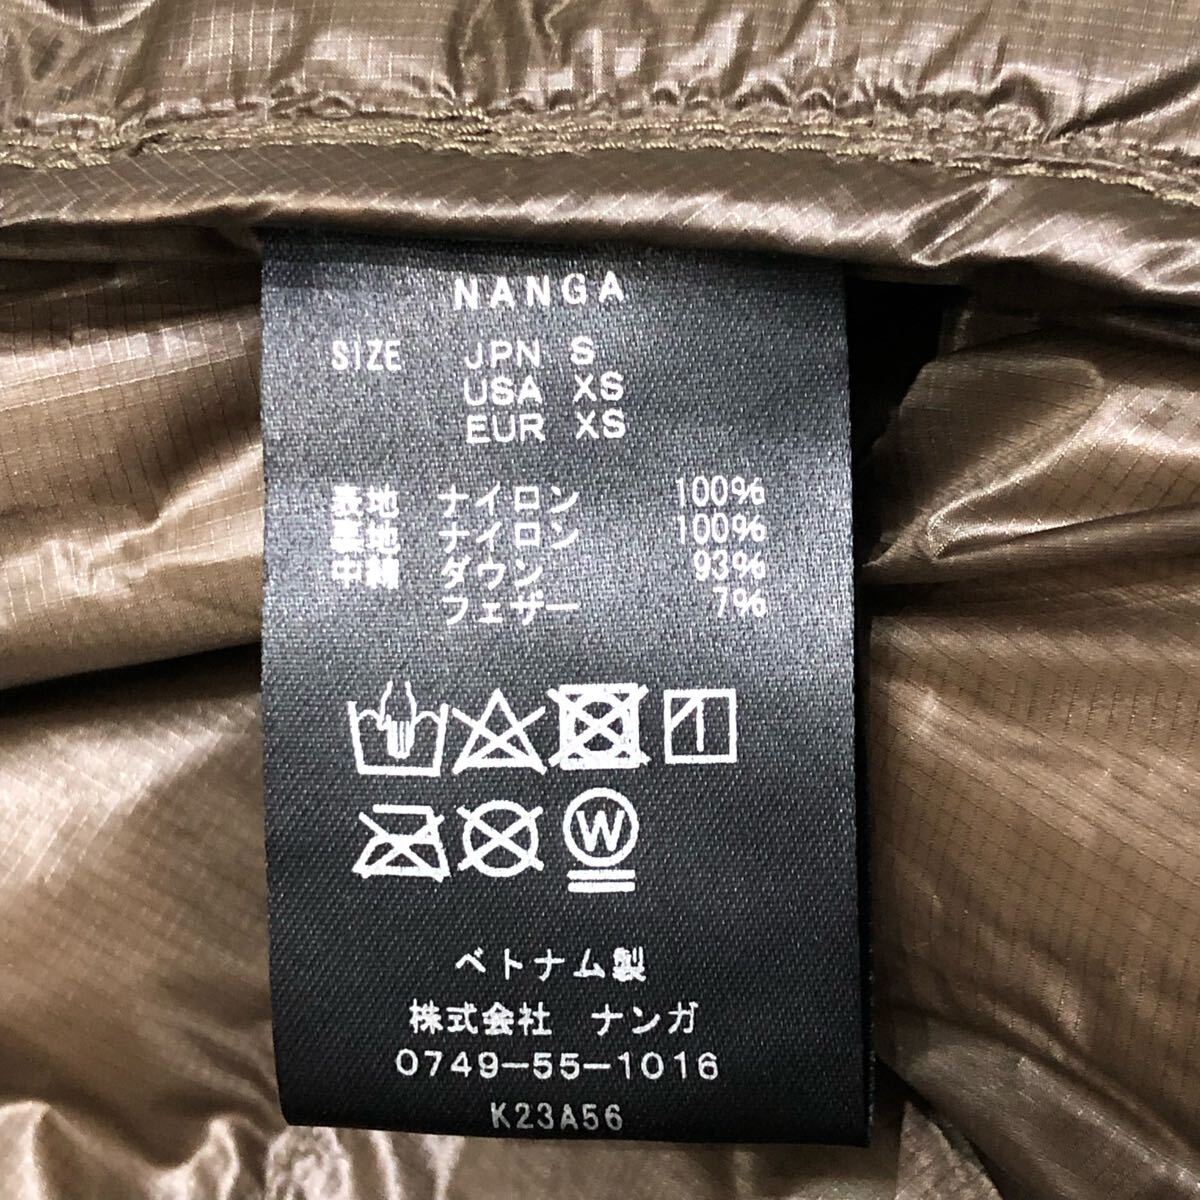 NANGA
SIZE JPN S
USA XS
EUR XS
表地 ナイロン 100%
裏地 ナイロン 100%
中綿 ダウン 93%
フェザー 7%
W
ベトナム製
株式会社 ナンガ
0749-55-1016
K23A56